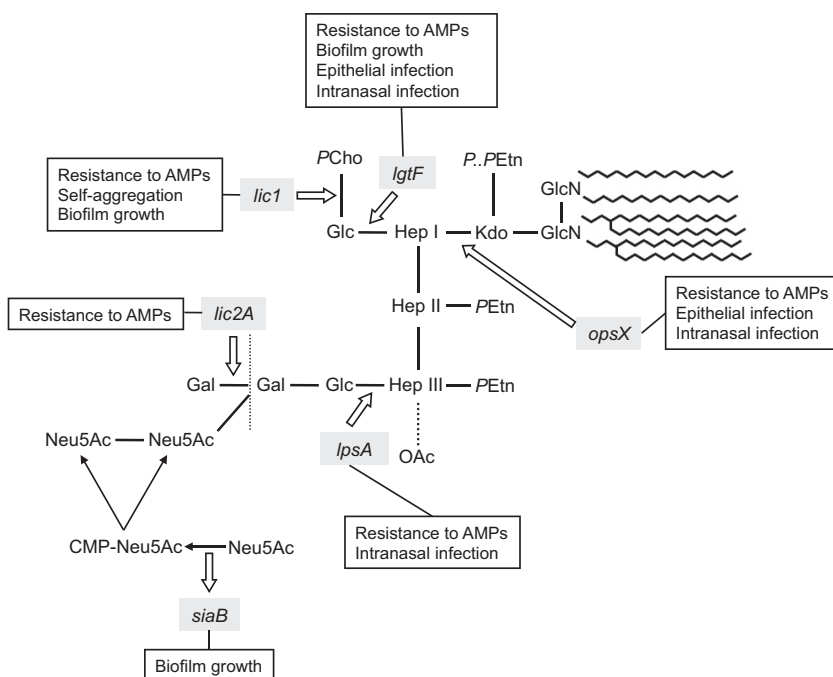 Resistance to AMPs
Biofilm growth
Epithelial infection
Intranasal infection
PCho
lgtF
P..PEtn
GlcN
Resistance to AMPs
Self-aggregation
Biofilm growth
lic1
Glc
Hep I
Kdo
GlcN
Resistance to AMPs
Epithelial infection
Intranasal infection
opsX
Resistance to AMPs
lic2A
Hep II
PEtn
Gal
Gal
Glc
Hep III
PEtn
Neu5Ac
Neu5Ac
lpsA
OAc
CMP-Neu5Ac
Neu5Ac
Resistance to AMPs
Intranasal infection
siaB
Biofilm growth